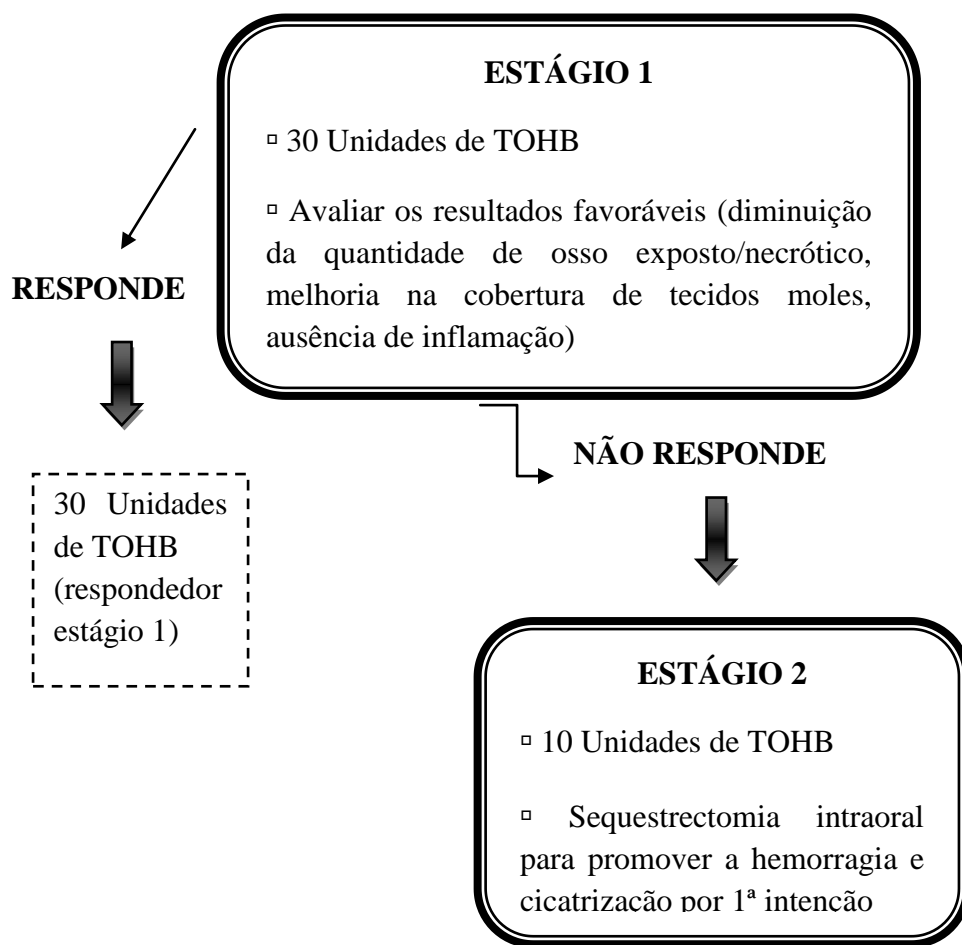 ESTÁGIO 1
▫ 30 Unidades de TOHB
▫ Avaliar os resultados favoráveis (diminuição
da quantidade de osso exposto/necrótico,
melhoria na cobertura de tecidos moles,
ausência de inflamação)
RESPONDE
NÃO RESPONDE
30 Unidades
de TOHB
(respondedor
estágio 1)
ESTÁGIO 2
▫ 10 Unidades de TOHB
▫ Sequestrectomia intraoral
para promover a hemorragia e
cicatrização por 1ª intenção